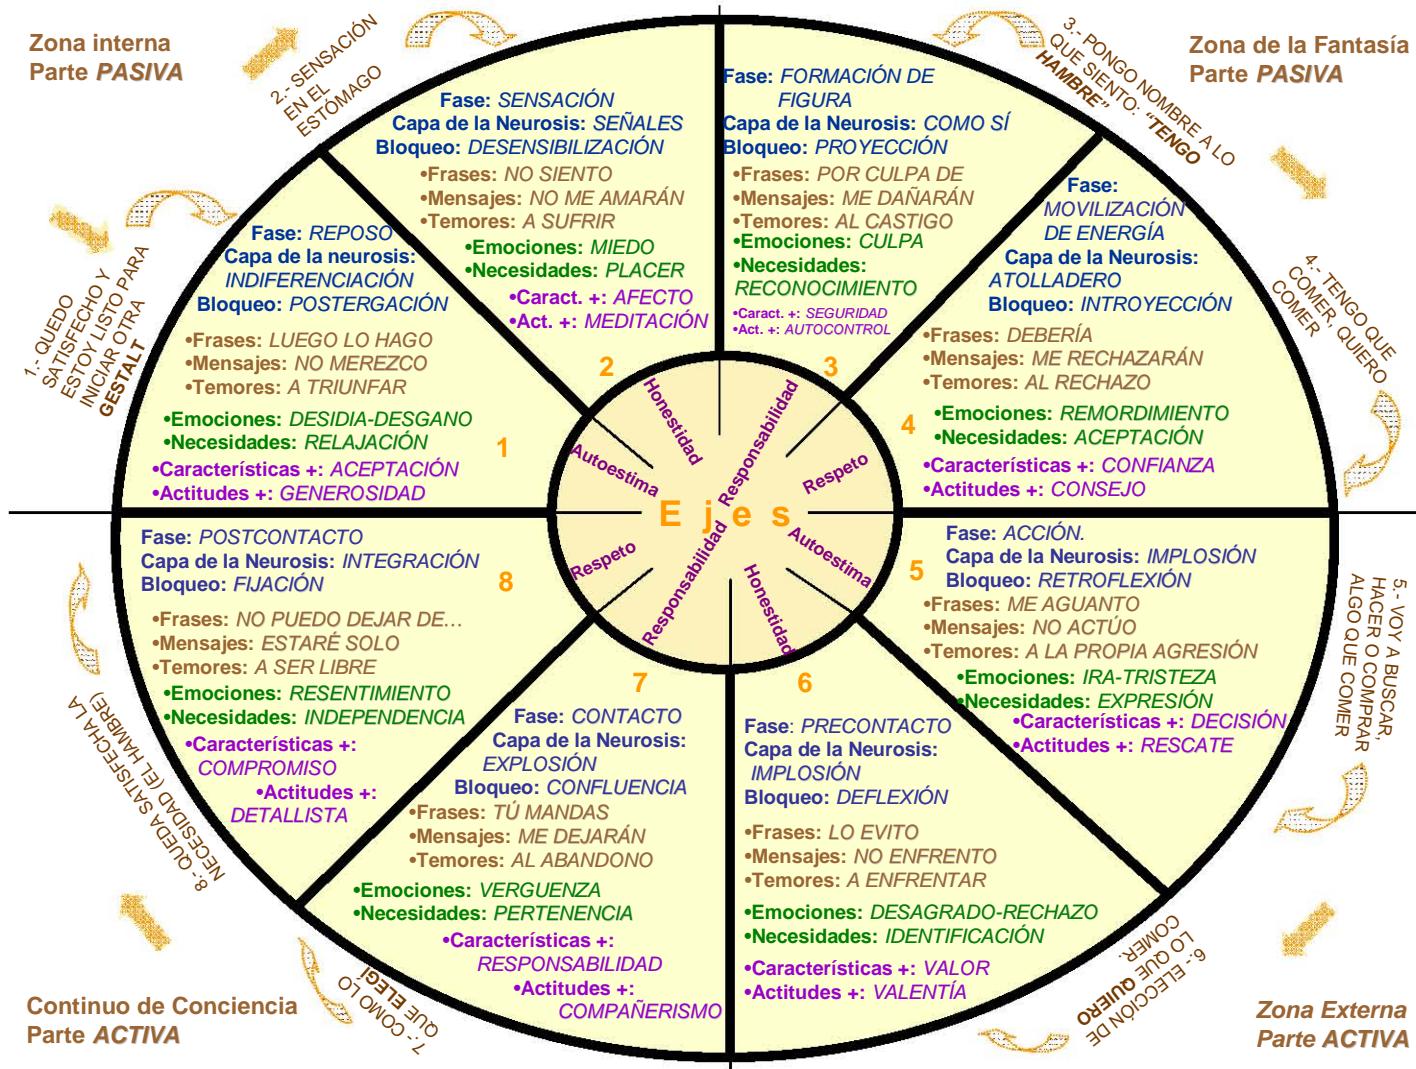 Zona interna
Parte PASIVA
2.- SENSACIÓN
EN EL
ESTÓMAGO
3.- PONGO NOMBRE A LO
QUE SIENTO: “TENGO
HAMBRE”
Zona de la Fantasía
Parte PASIVA
1.- QUEDO
SATISFECHO Y
ESTOY LISTO PARA
INICIAR OTRA
GESTALT
Fase: REPOSO
Capa de la neurosis:
INDIFERENCIACIÓN
Bloqueo: POSTERGACIÓN
•Frases: LUEGO LO HAGO
•Mensajes: NO MEREZCO
•Temores: A TRIUNFAR
•Emociones: DESIDIA-DESGANO
•Necesidades: RELAJACIÓN
•Características +: ACEPTACIÓN
•Actitudes +: GENEROSIDAD
1
Fase: SENSACIÓN
Capa de la Neurosis: SEÑALES
Bloqueo: DESENSIBILIZACIÓN
•Frases: NO SIENTO
•Mensajes: NO ME AMARÁN
•Temores: A SUFRIR
•Emociones: MIEDO
•Necesidades: PLACER
•Caract. +: AFECTO
•Act. +: MEDITACIÓN
2
Fase: FORMACIÓN DE
FIGURA
Capa de la Neurosis: COMO SÍ
Bloqueo: PROYECCIÓN
•Frases: POR CULPA DE
•Mensajes: ME DAÑARÁN
•Temores: AL CASTIGO
•Emociones: CULPA
•Necesidades:
RECONOCIMIENTO
•Caract. +: SEGURIDAD
•Act. +: AUTOCONTROL
3
Fase:
MOVILIZACIÓN
DE ENERGÍA
Capa de la Neurosis:
ATOLLADERO
Bloqueo: INTROYECCIÓN
•Frases: DEBERÍA
•Mensajes: ME RECHAZARÁN
•Temores: AL RECHAZO
•Emociones: REMORDIMIENTO
•Necesidades: ACEPTACIÓN
•Características +: CONFIANZA
•Actitudes +: CONSEJO
4
4.- TENGO QUE
COMER, QUIERO
COMER
Autoestima
Honestidad
Responsabilidad
Respeto
Ejes
Respeto
Responsabilidad
Honestidad
Autoestima
Fase: ACCIÓN.
Capa de la Neurosis: IMPLOSIÓN
Bloqueo: RETROFLEXIÓN
•Frases: ME AGUANTO
•Mensajes: NO ACTÚO
•Temores: A LA PROPIA AGRESIÓN
•Emociones: IRA-TRISTEZA
•Necesidades: EXPRESIÓN
•Características +: DECISIÓN
•Actitudes +: RESCATE
5
5.- VOY A BUSCAR,
HACER O COMPRAR
ALGO QUE COMER
6
Fase: PRECONTACTO
Capa de la Neurosis:
IMPLOSIÓN
Bloqueo: DEFLEXIÓN
•Frases: LO EVITO
•Mensajes: NO ENFRENTO
•Temores: A ENFRENTAR
•Emociones: DESAGRADO-RECHAZO
•Necesidades: IDENTIFICACIÓN
•Características +: VALOR
•Actitudes +: VALENTÍA
6.- ELECCIÓN DE
LO QUE QUIERO
COMER.
7
Fase: CONTACTO
Capa de la Neurosis:
EXPLOSIÓN
Bloqueo: CONFLUENCIA
•Frases: TÚ MANDAS
•Mensajes: ME DEJARÁN
•Temores: AL ABANDONO
•Emociones: VERGUENZA
•Necesidades: PERTENENCIA
•Características +:
RESPONSABILIDAD
•Actitudes +:
COMPAÑERISMO
7.- COMO LO
QUE ELEGÍ
8
Fase: POSTCONTACTO
Capa de la Neurosis: INTEGRACIÓN
Bloqueo: FIJACIÓN
•Frases: NO PUEDO DEJAR DE…
•Mensajes: ESTARÉ SOLO
•Temores: A SER LIBRE
•Emociones: RESENTIMIENTO
•Necesidades: INDEPENDENCIA
•Características +:
COMPROMISO
•Actitudes +:
DETALLISTA
8.- QUEDA SATISFECHA LA
NECESIDAD (EL HAMBRE)
Continuo de Conciencia
Parte ACTIVA
Zona Externa
Parte ACTIVA